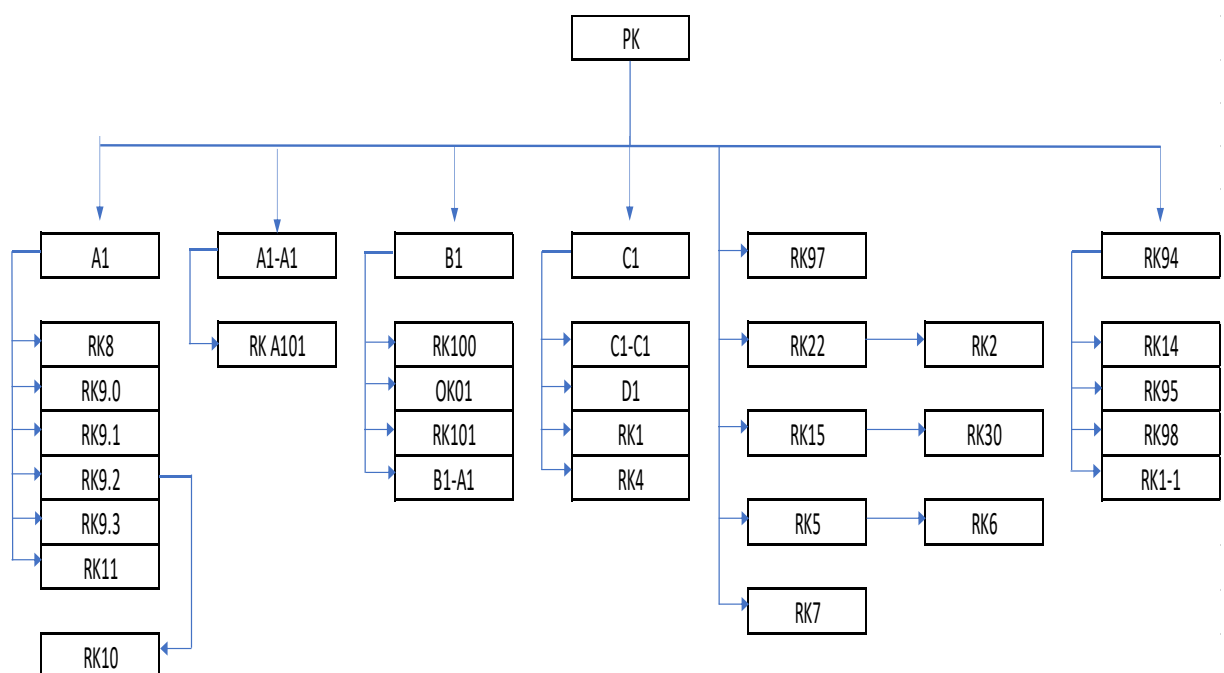 PK
A1
A1-A1
B1
C1
RK97
RK94
RK8
RK A101
RK100
C1-C1
RK22
RK2
RK14
RK9.0
OK01
D1
RK95
RK9.1
RK101
RK1
RK15
RK30
RK98
RK9.2
B1-A1
RK4
RK1-1
RK9.3
RK5
RK6
RK11
RK7
RK10